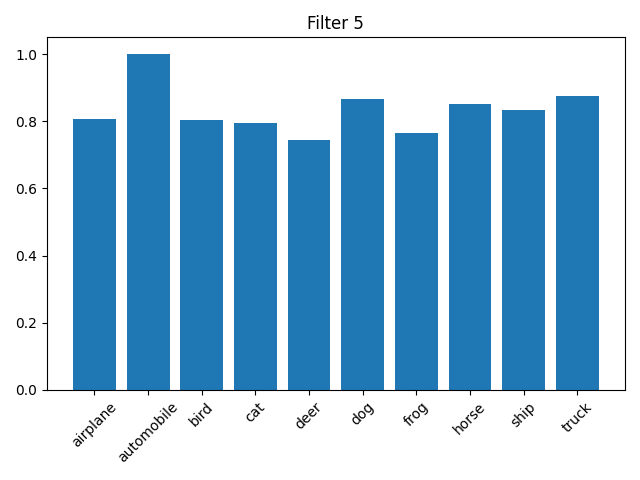 Filter 5
1.0
0.8
0.6
0.4
0.2
0.0
airplane
automobile
bird
cat
deer
dog
frog
horse
ship
truck